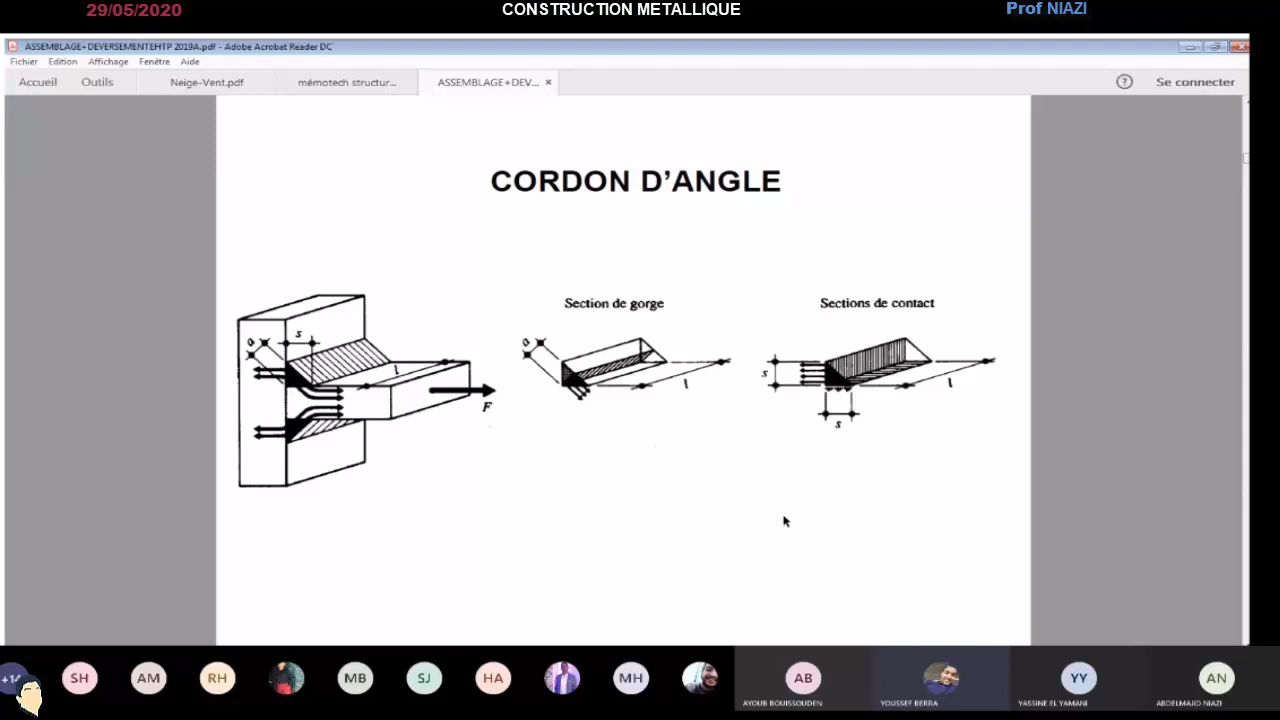 29/05/2020 CONSTRUCTION METALLIQUE Prof NIAZI
ASSEMBLAGE+DEVERSEMENTEHTP 2019A.pdf - Adobe Acrobat Reader DC
Fichier Edition Affichage Fenêtre Aide
Accueil Outils Neige-Vent.pdf mémotech structur... ASSEMBLAGE+DEV... × ? Se connecter
CORDON D'ANGLE
Section de gorge Sections de contact
a s a
l s
F l l
s
+14 SH AM RH MB SJ HA MH AB YY AN
AYOUB BOUISSOUDEN YOUSSEF BERRA YASSINE EL YAMANI ABDELMAJID NIAZI